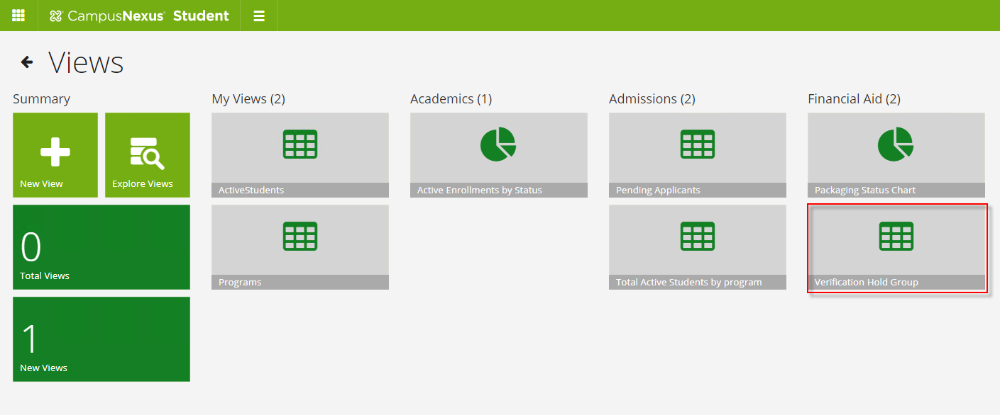 CampusNexus® Student
Views
Summary
New View
Explore Views
0
Total Views
1
New Views
My Views (2)
ActiveStudents
Programs
Academics (1)
Active Enrollments by Status
Admissions (2)
Pending Applicants
Total Active Students by program
Financial Aid (2)
Packaging Status Chart
Verification Hold Group